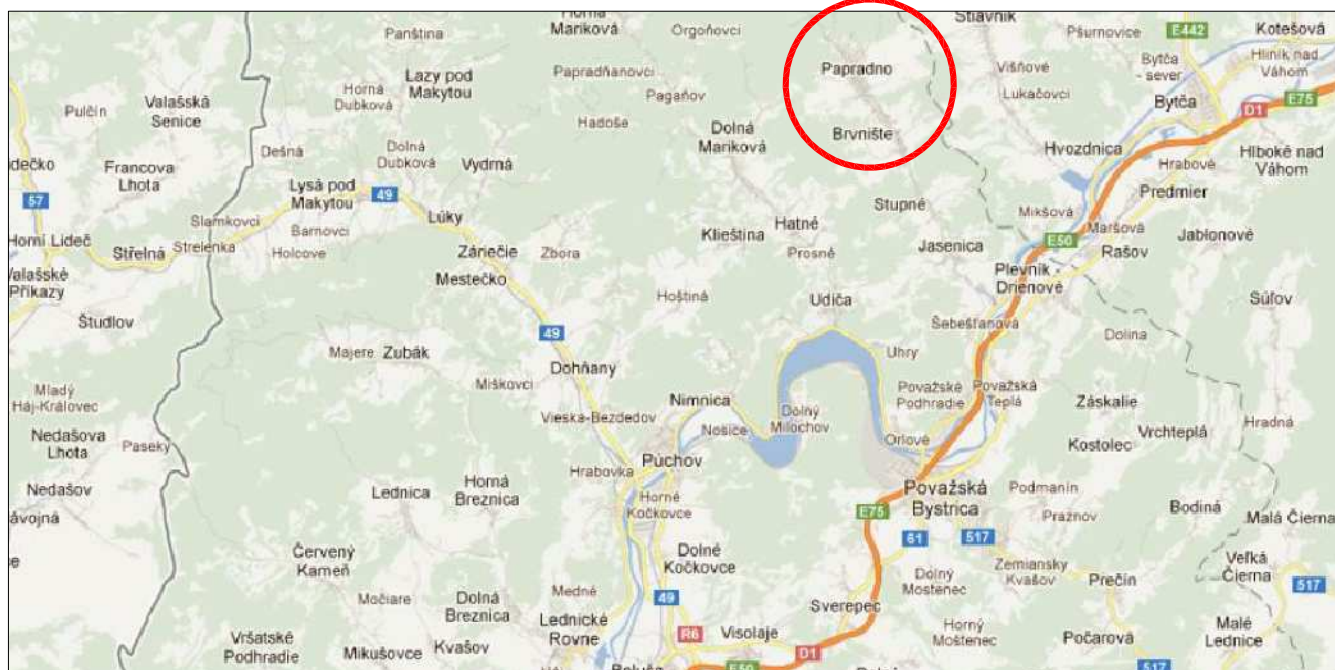 Mariková
Orgoňovci
Štiavnik
Panština
Pšurnovice
E442
Kotešová
Papradňanovci
Papradno
Višňové
Bytča
- sever
Hliník nad
Váhom
Lazy pod
Makytou
Horná
Dubková
Pagaňov
Lukačovci
Bytča
D1
E75
Pulčín
Valašská
Senice
Hadoše
Dolná
Mariková
Brvnište
Hvozdnica
Hrabové
Hlboké nad
Váhom
Dešná
Dolná
Dubková
Vydrná
Francova
Lhota
Lysá pod
Makytou
49
Predmier
57
Stupné
Mikšová
Slamkovci
Lúky
Hatné
Maršová
Jablonové
Horní Lideč
Střelná
Strelenka
Barnovci
Holcove
Klieština
Prosné
Jasenica
E50
Rašov
Záriečie
Zbora
Valašské
Příkazy
Mestečko
Plevník -
Drienové
Hoštiná
Udiča
Súľov
Študlov
Šebešťanová
Dolina
49
Majere
Zubák
Uhry
Dohňany
Miškovci
Považské
Podhradie
Považská
Teplá
Mladý
Háj-Královec
Nimnica
Záskalie
Vieska-Bezdedov
Dolný
Milochov
Hradná
Nedašova
Lhota
Paseky
Nosice
Orlové
Kostolec
Vrchteplá
Púchov
Hrabovka
Nedašov
Lednica
Horná
Breznica
Považská
Bystrica
Podmanín
Horné
Kočkovce
E75
Bodiná
Pražnov
Malá Čierna
61
517
Červený
Kameň
Dolné
Kočkovce
Zemiansky
Kvašov
Veľká
Čierna
Dolný
Moštenec
Prečín
517
Medné
Močiare
Dolná
Breznica
49
Sverepec
Lednické
Rovne
R6
Visolaje
Horný
Moštenec
Počarová
Malé
Lednice
Vršatské
Podhradie
Mikušovce
Kvašov
D1
E50
517